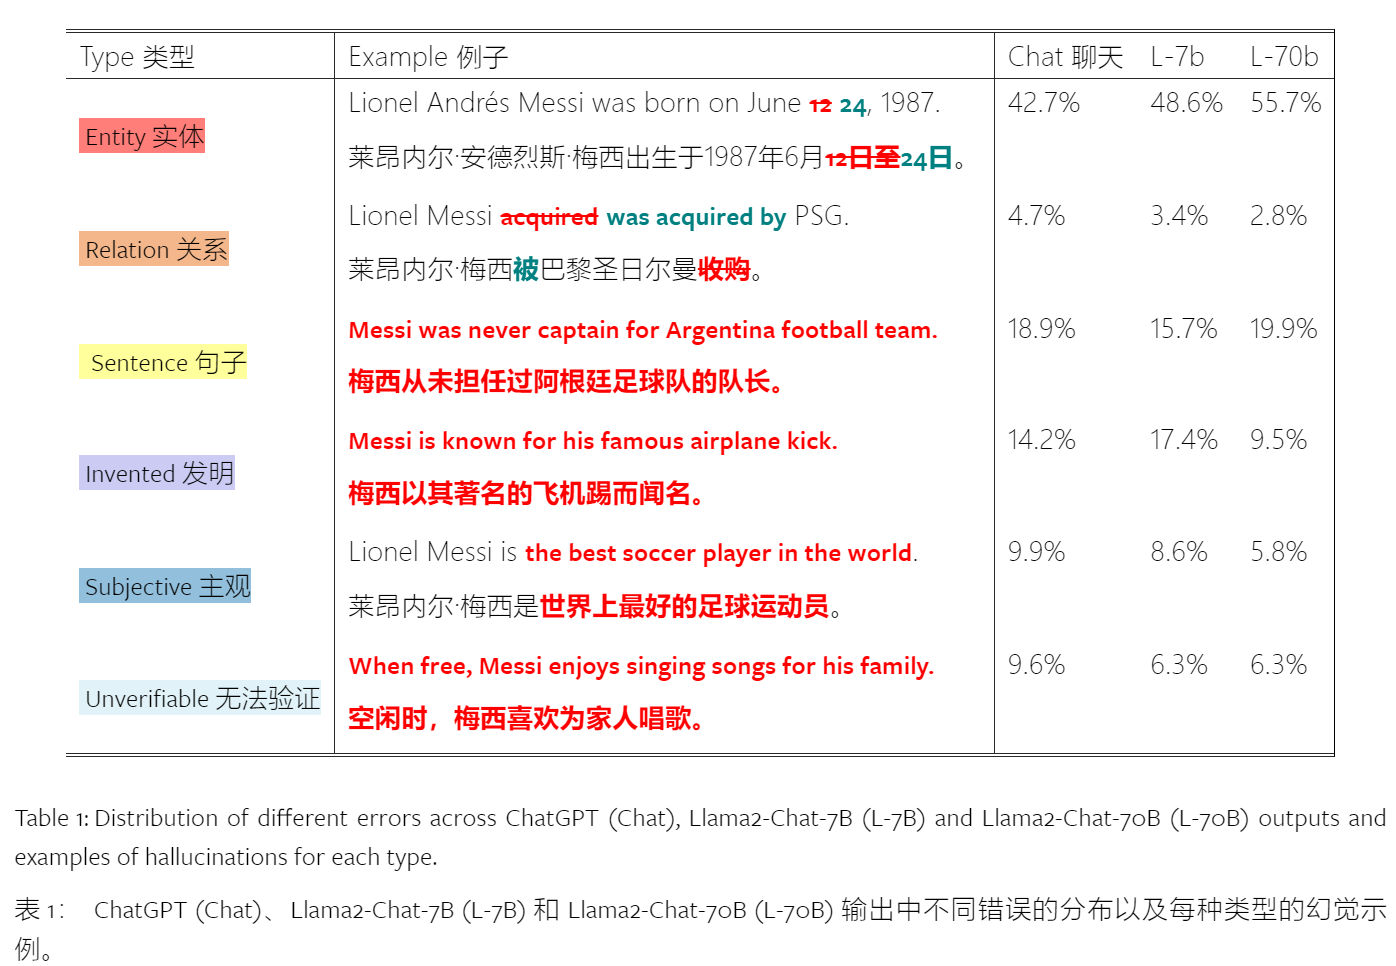 Type 类型 Example 例子 Chat 聊天 L-7b L-70b
Lionel Andrés Messi was born on June 12 24, 1987. 42.7% 48.6% 55.7%
Entity 实体
莱昂内尔·安德烈斯·梅西出生于1987年6月12日至24日。
Lionel Messi acquired was acquired by PSG. 4.7% 3.4% 2.8%
Relation 关系
莱昂内尔·梅西被巴黎圣日尔曼收购。
Messi was never captain for Argentina football team. 18.9% 15.7% 19.9%
Sentence 句子
梅西从未担任过阿根廷足球队的队长。
Messi is known for his famous airplane kick. 14.2% 17.4% 9.5%
Invented 发明
梅西以其著名的飞机踢而闻名。
Lionel Messi is the best soccer player in the world. 9.9% 8.6% 5.8%
Subjective 主观
莱昂内尔·梅西是世界上最好的足球运动员。
When free, Messi enjoys singing songs for his family. 9.6% 6.3% 6.3%
Unverifiable 无法验证
空闲时，梅西喜欢为家人唱歌。
Table 1: Distribution of different errors across ChatGPT (Chat), Llama2-Chat-7B (L-7B) and Llama2-Chat-70B (L-70B) outputs and
examples of hallucinations for each type.
表 1： ChatGPT (Chat)、Llama2-Chat-7B (L-7B) 和 Llama2-Chat-70B (L-70B) 输出中不同错误的分布以及每种类型的幻觉示
例。